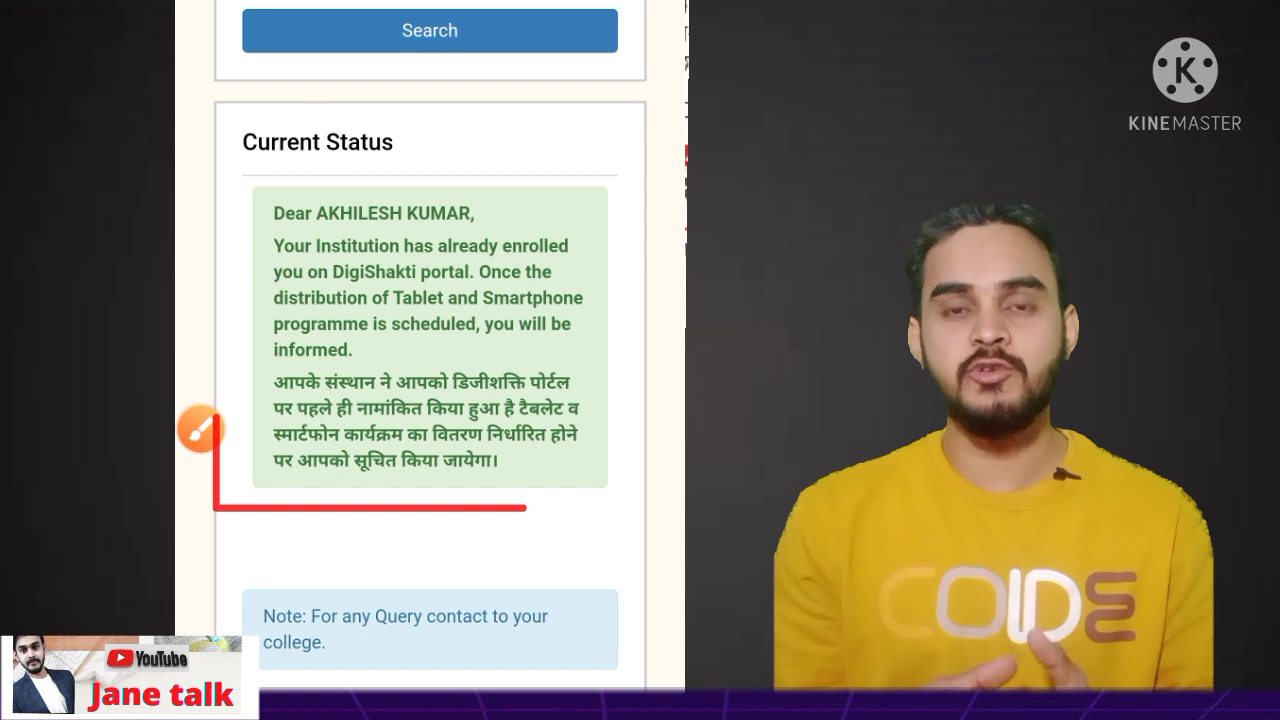 Search
Current Status
Dear AKHILESH KUMAR,
Your Institution has already enrolled
you on DigiShakti portal. Once the
distribution of Tablet and Smartphone
programme is scheduled, you will be
informed.
आपके संस्थान ने आपको डिजीशक्ति पोर्टल
पर पहले ही नामांकित किया हुआ है टैबलेट व
स्मार्टफोन कार्यक्रम का वितरण निर्धारित होने
पर आपको सूचित किया जायेगा।
Note: For any Query contact to your
college.
YouTube
Jane talk
K
KINEMASTER
CODE